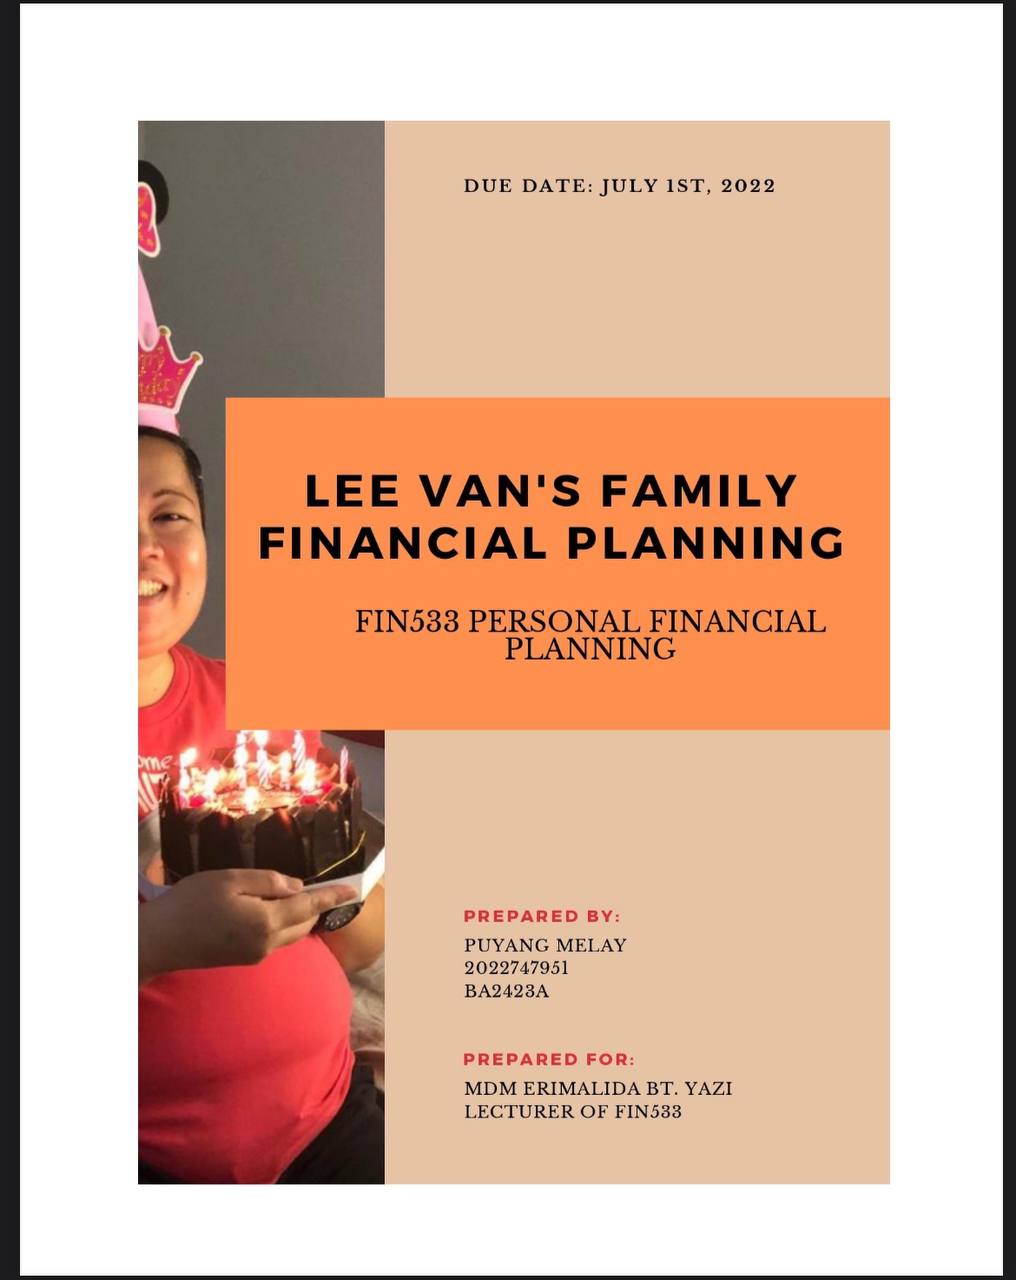 DUE DATE: JULY 1ST, 2022
LEE VAN'S FAMILY
FINANCIAL PLANNING
FIN533 PERSONAL FINANCIAL
PLANNING
PREPARED BY:
PUYANG MELAY
2022747951
BA2423A
PREPARED FOR:
MDM ERIMALIDA BT. YAZI
LECTURER OF FIN533